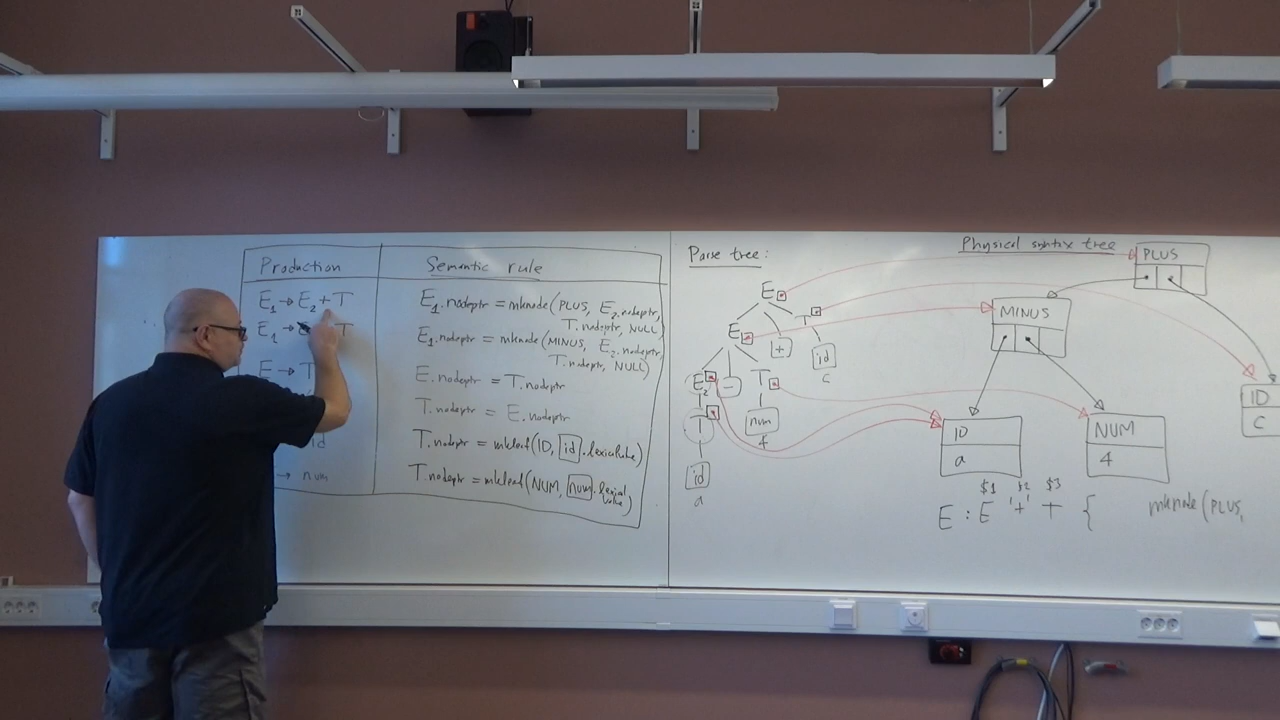 Production
Semantic rule
E1 → E2 + T
E1.nodeptr = mknode(PLUS, E2.nodeptr,
T.nodeptr, NULL)
E1 → T
E1.nodeptr = mknode(MINUS, E2.nodeptr,
T.nodeptr, NULL)
E → T
E.nodeptr = T.nodeptr
T.nodeptr = E.nodeptr
id
T.nodeptr = mkleaf(ID, id.lexicalvalue)
→ num
T.nodeptr = mkleaf(NUM, num.lexical
value)
Parse tree:
E
E + T
id
c
E2 - T
T
num
4
id
a
Physical syntax tree
PLUS
MINUS
ID
C
ID
a
NUM
4
$1 $2 $3
E : E '+' T { mknode(PLUS,